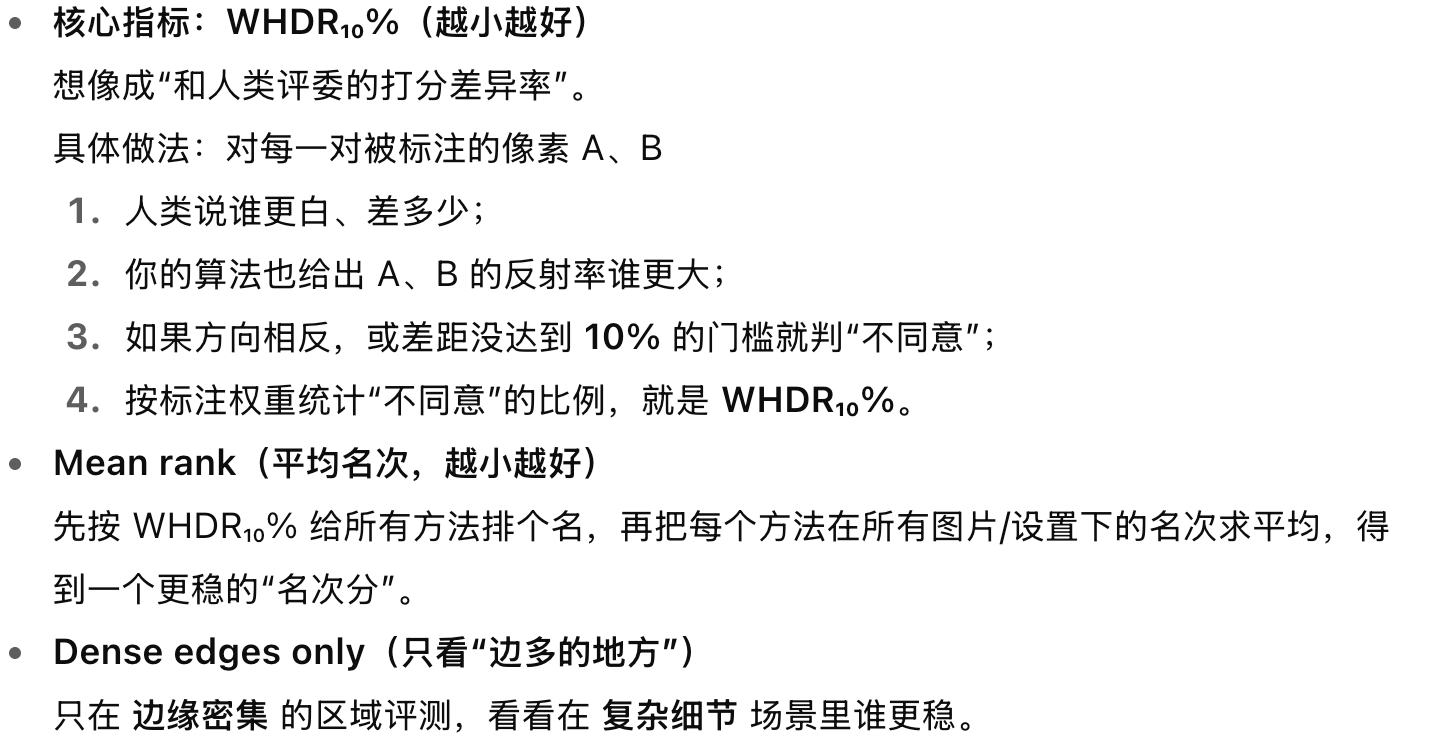 • 核心指标：WHDR₁₀%（越小越好）
想像成“和人类评委的打分差异率”。
具体做法：对每一对被标注的像素 A、B
1. 人类说谁更白、差多少；
2. 你的算法也给出 A、B 的反射率谁更大；
3. 如果方向相反，或差距没达到 10% 的门槛就判“不同意”；
4. 按标注权重统计“不同意”的比例，就是 WHDR₁₀%。
• Mean rank（平均名次，越小越好）
先按 WHDR₁₀% 给所有方法排个名，再把每个方法在所有图片/设置下的名次求平均，得
到一个更稳的“名次分”。
• Dense edges only（只看“边多的地方”）
只在 边缘密集 的区域评测，看看在 复杂细节 场景里谁更稳。